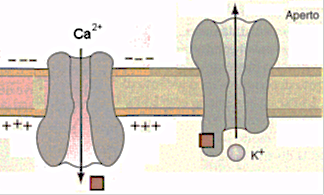 Aperto
Ca²⁺
– – –
– – –
+++
+++
K⁺